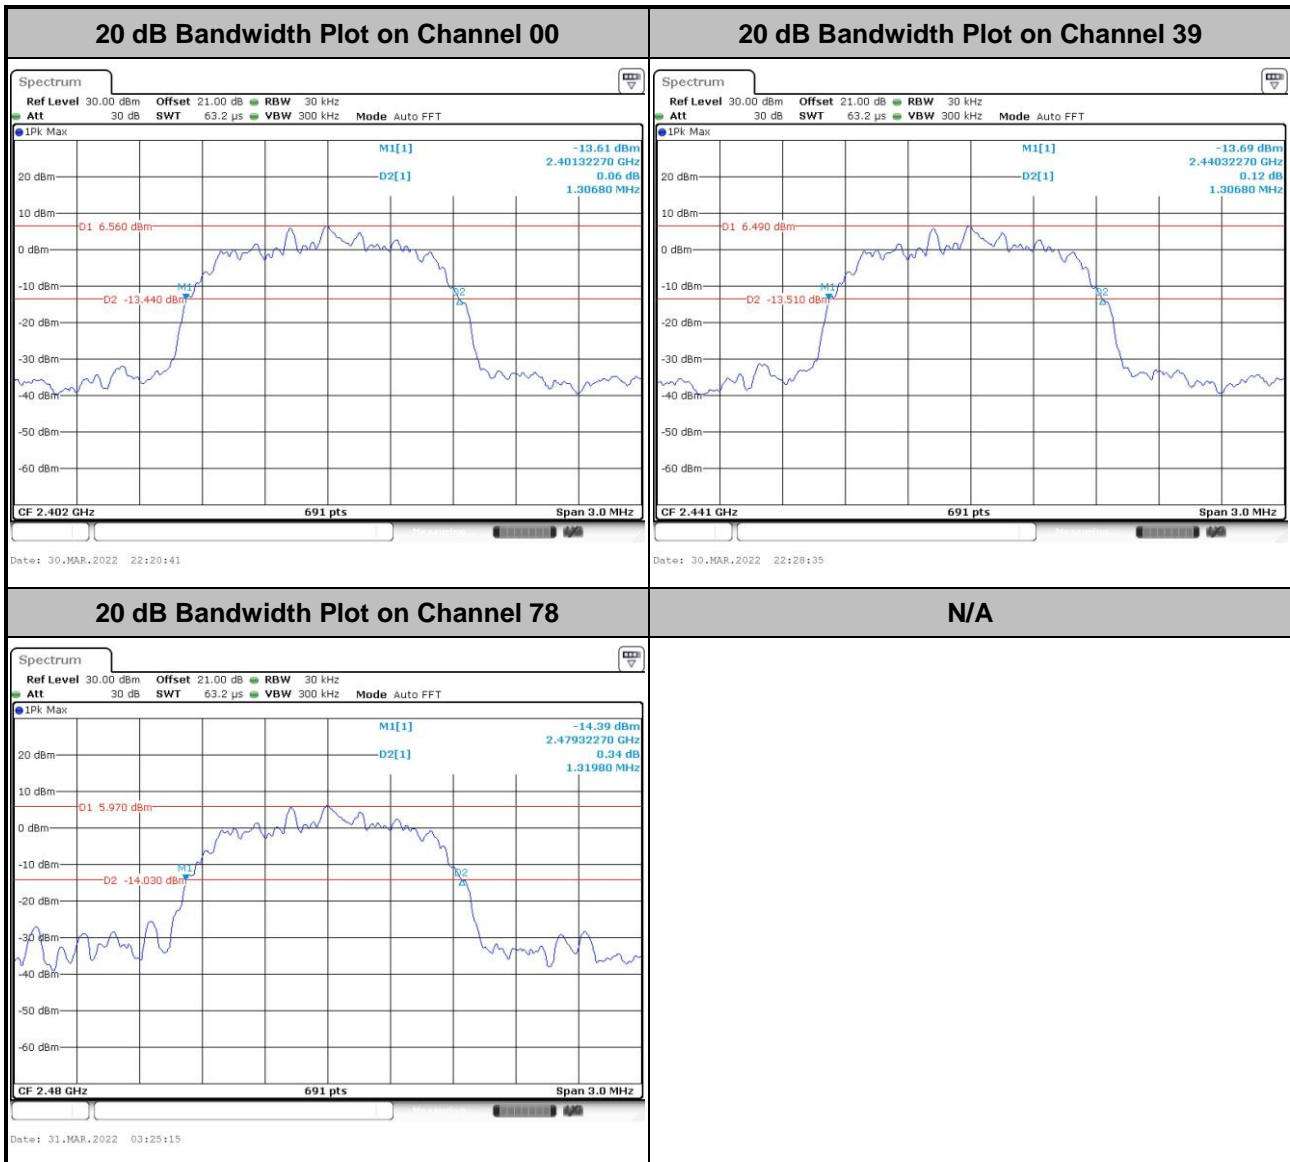 20 dB Bandwidth Plot on Channel 00
Spectrum
Ref Level 30.00 dBm Offset 21.00 dB RBW 30 kHz
Att 30 dB SWT 63.2 µs VBW 300 kHz Mode Auto FFT
1Pk Max
M1[1] -13.61 dBm
2.40132270 GHz
D2[1] 0.06 dB
1.30680 MHz
20 dBm
10 dBm
D1 6.560 dBm
0 dBm
-10 dBm
M1
D2
D2 -13.440 dBm
-20 dBm
-30 dBm
-40 dBm
-50 dBm
-60 dBm
CF 2.402 GHz 691 pts Span 3.0 MHz
Date: 30.MAR.2022 22:20:41
20 dB Bandwidth Plot on Channel 39
Spectrum
Ref Level 30.00 dBm Offset 21.00 dB RBW 30 kHz
Att 30 dB SWT 63.2 µs VBW 300 kHz Mode Auto FFT
1Pk Max
M1[1] -13.69 dBm
2.44032270 GHz
D2[1] 0.12 dB
1.30680 MHz
20 dBm
10 dBm
D1 6.490 dBm
0 dBm
-10 dBm
M1
D2
D2 -13.510 dBm
-20 dBm
-30 dBm
-40 dBm
-50 dBm
-60 dBm
CF 2.441 GHz 691 pts Span 3.0 MHz
Date: 30.MAR.2022 22:28:35
20 dB Bandwidth Plot on Channel 78
Spectrum
Ref Level 30.00 dBm Offset 21.00 dB RBW 30 kHz
Att 30 dB SWT 63.2 µs VBW 300 kHz Mode Auto FFT
1Pk Max
M1[1] -14.39 dBm
2.47932270 GHz
D2[1] 0.34 dB
1.31980 MHz
20 dBm
10 dBm
D1 5.970 dBm
0 dBm
-10 dBm
M1
D2
D2 -14.030 dBm
-20 dBm
-30 dBm
-40 dBm
-50 dBm
-60 dBm
CF 2.48 GHz 691 pts Span 3.0 MHz
Date: 31.MAR.2022 03:25:15
N/A